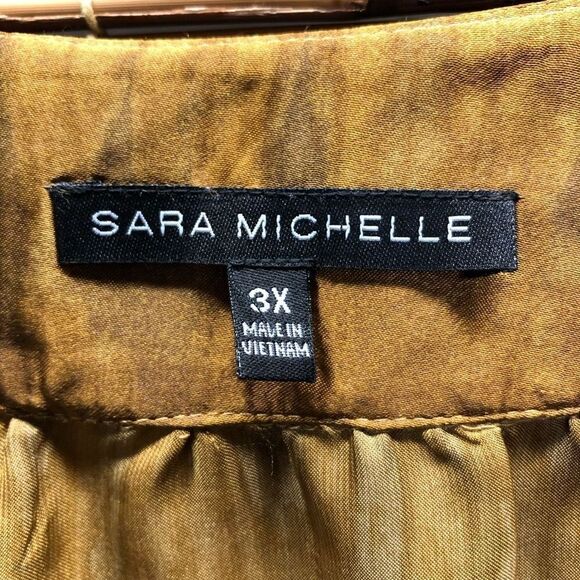 SARA MICHELLE
3X
MADE IN
VIETNAM